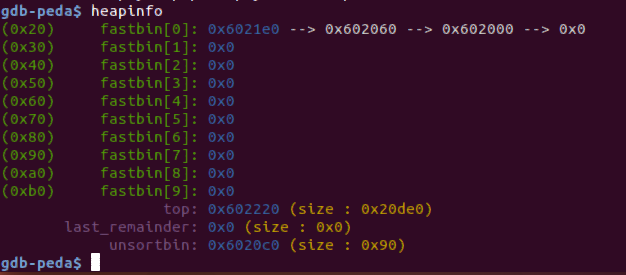 gdb-peda$ heapinfo
(0x20) fastbin[0]: 0x6021e0 --> 0x602060 --> 0x602000 --> 0x0
(0x30) fastbin[1]: 0x0
(0x40) fastbin[2]: 0x0
(0x50) fastbin[3]: 0x0
(0x60) fastbin[4]: 0x0
(0x70) fastbin[5]: 0x0
(0x80) fastbin[6]: 0x0
(0x90) fastbin[7]: 0x0
(0xa0) fastbin[8]: 0x0
(0xb0) fastbin[9]: 0x0
top: 0x602220 (size : 0x20de0)
last_remainder: 0x0 (size : 0x0)
unsortbin: 0x6020c0 (size : 0x90)
gdb-peda$